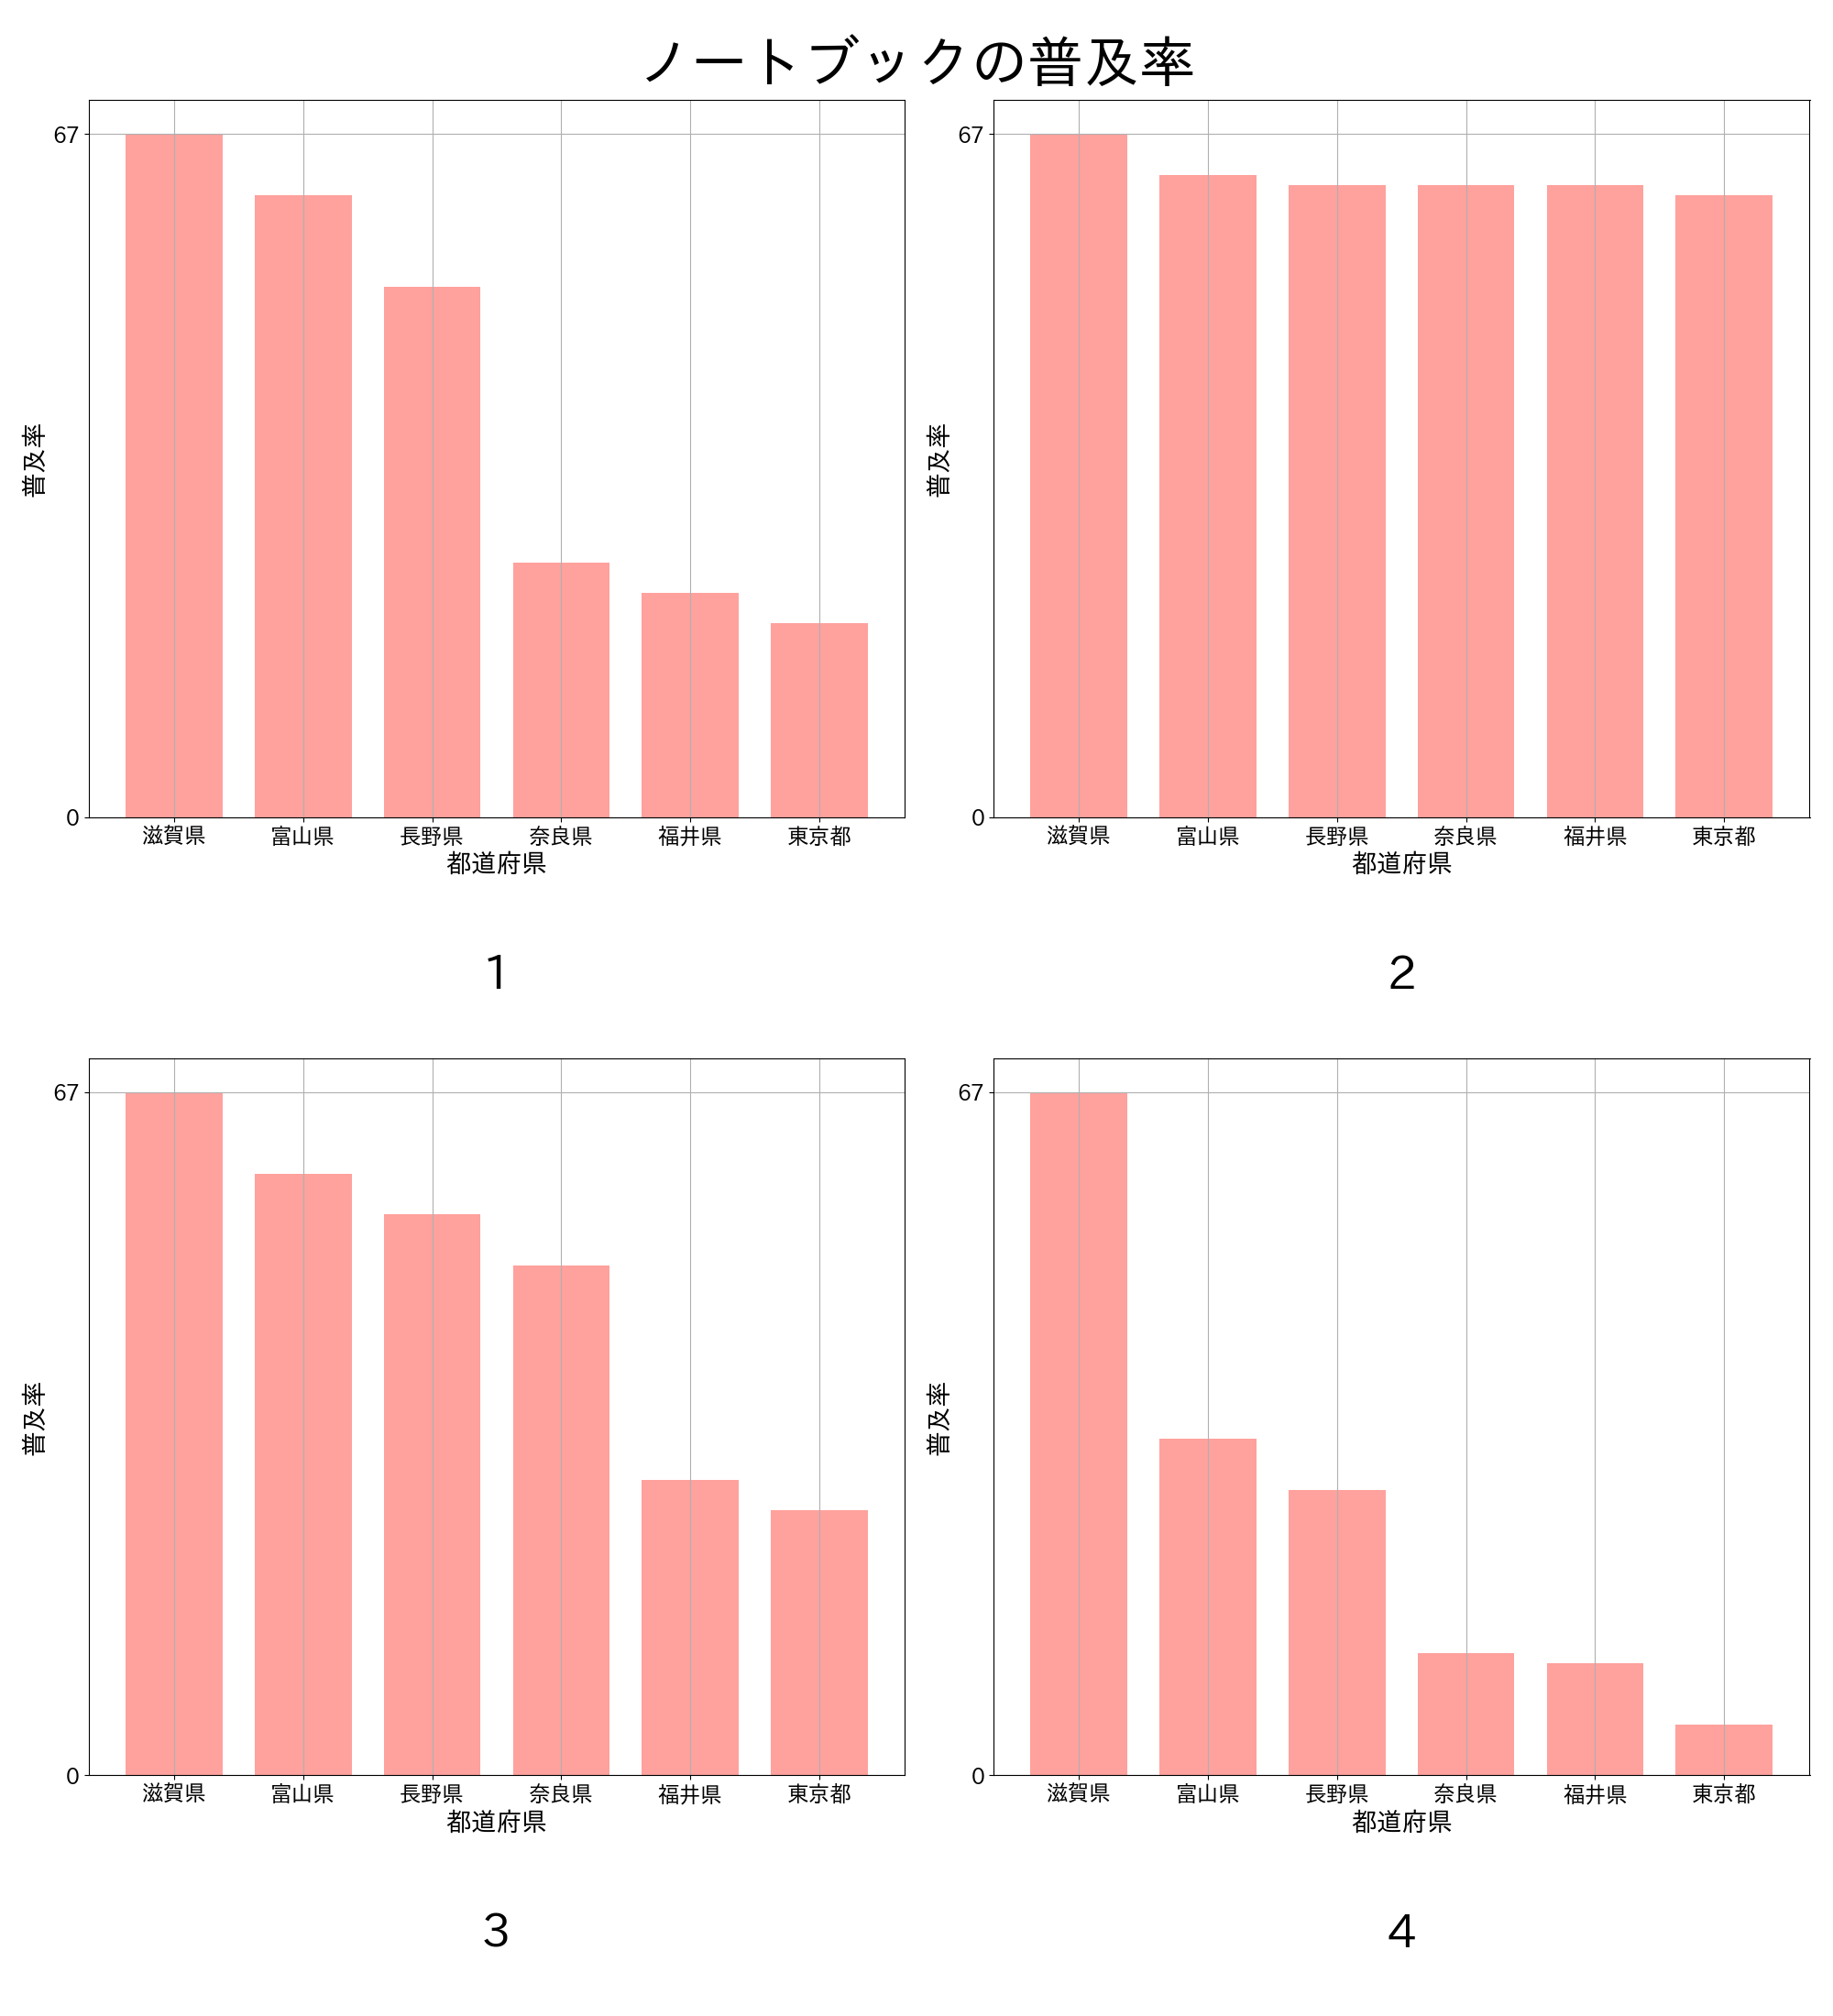 ノートブックの普及率
67
0
普及率
滋賀県 富山県 長野県 奈良県 福井県 東京都
都道府県
1
67
0
普及率
滋賀県 富山県 長野県 奈良県 福井県 東京都
都道府県
2
67
0
普及率
滋賀県 富山県 長野県 奈良県 福井県 東京都
都道府県
3
67
0
普及率
滋賀県 富山県 長野県 奈良県 福井県 東京都
都道府県
4